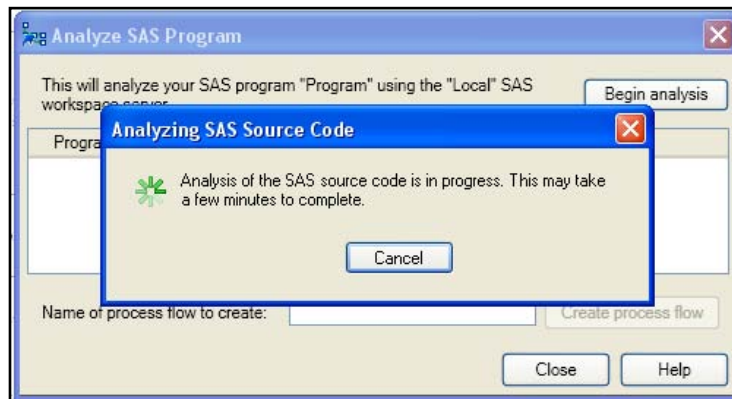 Analyze SAS Program
This will analyze your SAS program "Program" using the "Local" SAS
workspace server.
Begin analysis
Progra
Analyzing SAS Source Code
Analysis of the SAS source code is in progress. This may take
a few minutes to complete.
Cancel
Name of process flow to create:
Create process flow
Close
Help